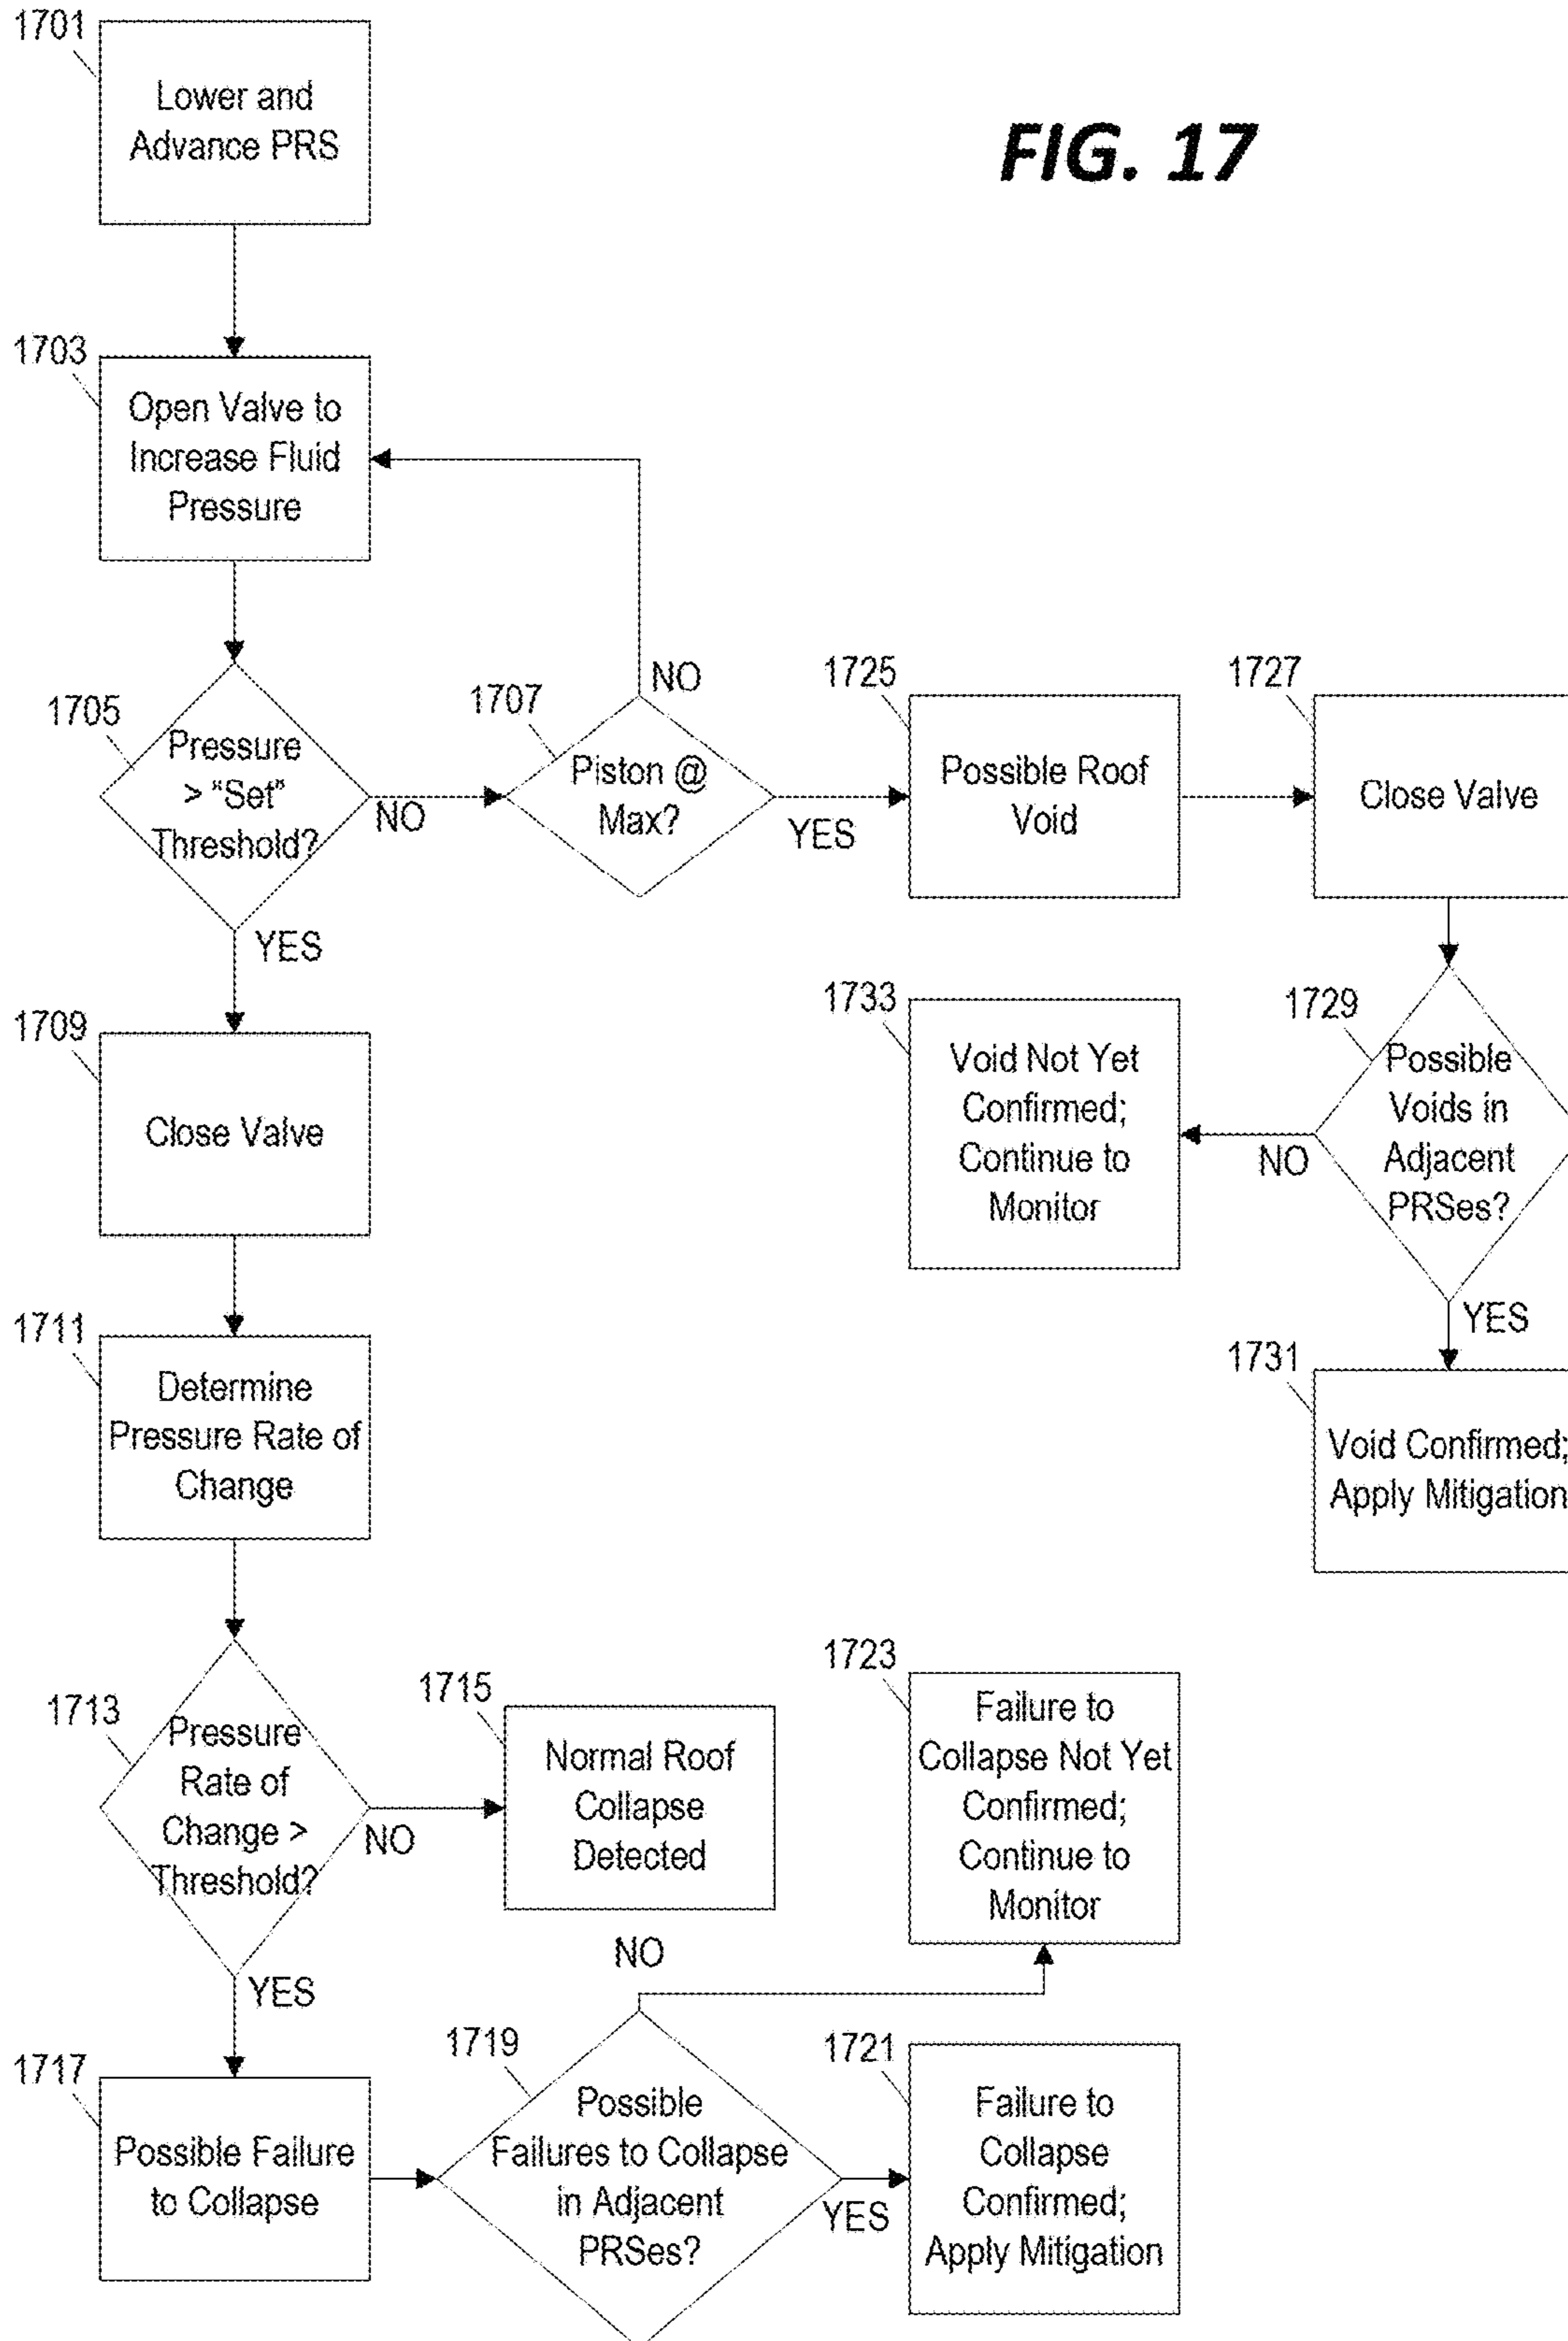 FIG. 17
1701
Lower and
Advance PRS
1703
Open Valve to
Increase Fluid
Pressure
1705
Pressure
> “Set”
Threshold?
NO
YES
1707
Piston @
Max?
NO
YES
1725
Possible Roof
Void
1727
Close Valve
1729
Possible
Voids in
Adjacent
PRSes?
NO
YES
1733
Void Not Yet
Confirmed;
Continue to
Monitor
1731
Void Confirmed;
Apply Mitigation
1709
Close Valve
1711
Determine
Pressure Rate of
Change
1713
Pressure
Rate of
Change >
Threshold?
NO
YES
1715
Normal Roof
Collapse
Detected
1717
Possible Failure
to Collapse
1719
Possible
Failures to Collapse
in Adjacent
PRSes?
NO
YES
1723
Failure to
Collapse Not Yet
Confirmed;
Continue to
Monitor
1721
Failure to
Collapse
Confirmed;
Apply Mitigation